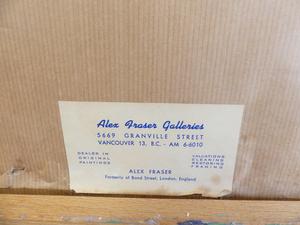 Alex Fraser Galleries
5669 GRANVILLE STREET
VANCOUVER 13, B.C. - AM 6-6010
DEALER IN
ORIGINAL
PAINTINGS
VALUATIONS
CLEANING
RESTORING
FRAMING
ALEX FRASER
Formerly of Bond Street, London, England